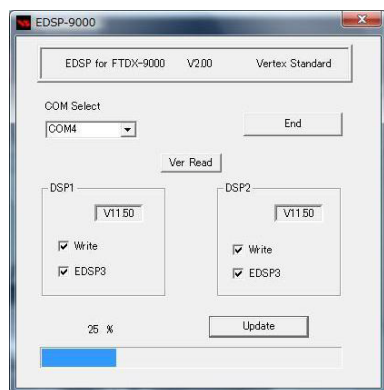 EDSP-9000
EDSP for FTDX-9000 V2.00 Vertex Standard
COM Select
COM4
End
Ver Read
DSP1
DSP2
V11.50
V11.50
Write
Write
EDSP3
EDSP3
25 %
Update